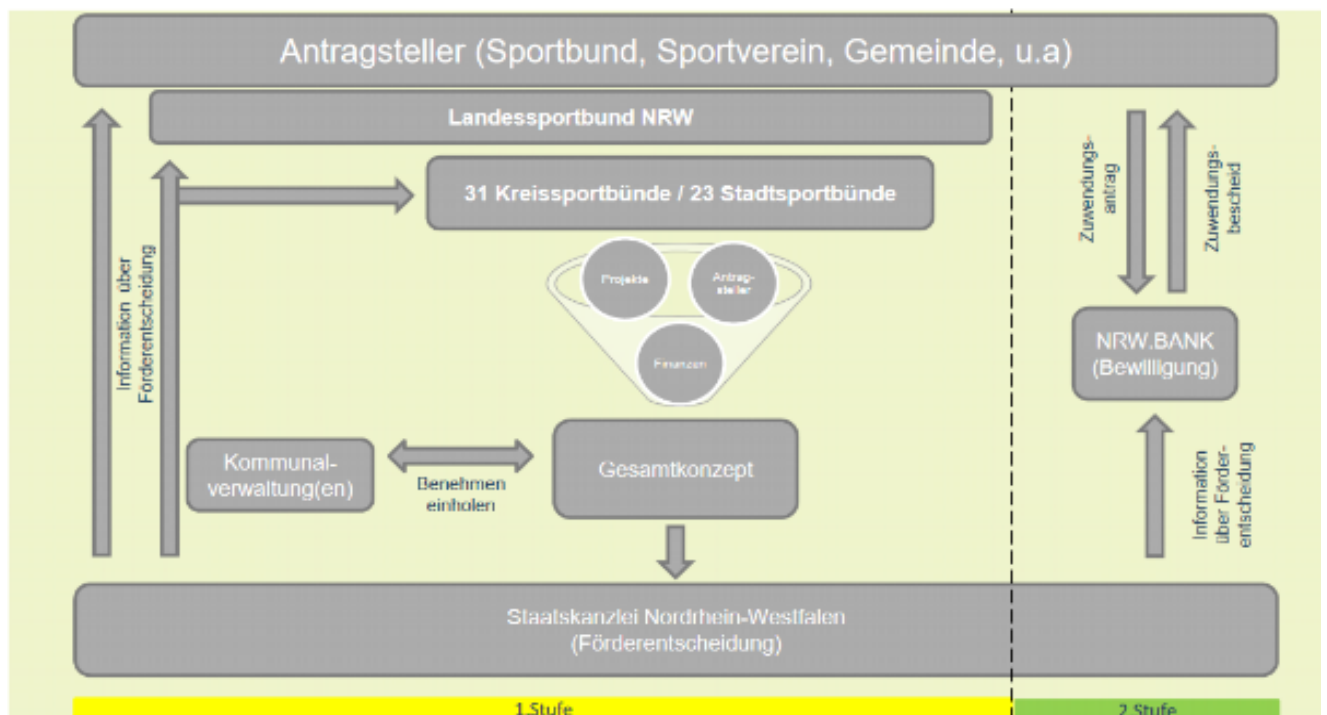 Antragsteller (Sportbund, Sportverein, Gemeinde, u.a)
Landessportbund NRW
31 Kreissportbünde / 23 Stadtsportbünde
Projekte
Antrag-
steller
Finanzen
Information über
Förderentscheidung
Kommunal-
verwaltung(en)
Benehmen
einholen
Gesamtkonzept
Zuwendungs-
antrag
Zuwendungs-
bescheid
NRW.BANK
(Bewilligung)
Information
über Förder-
entscheidung
Staatskanzlei Nordrhein-Westfalen
(Förderentscheidung)
1.Stufe
2.Stufe